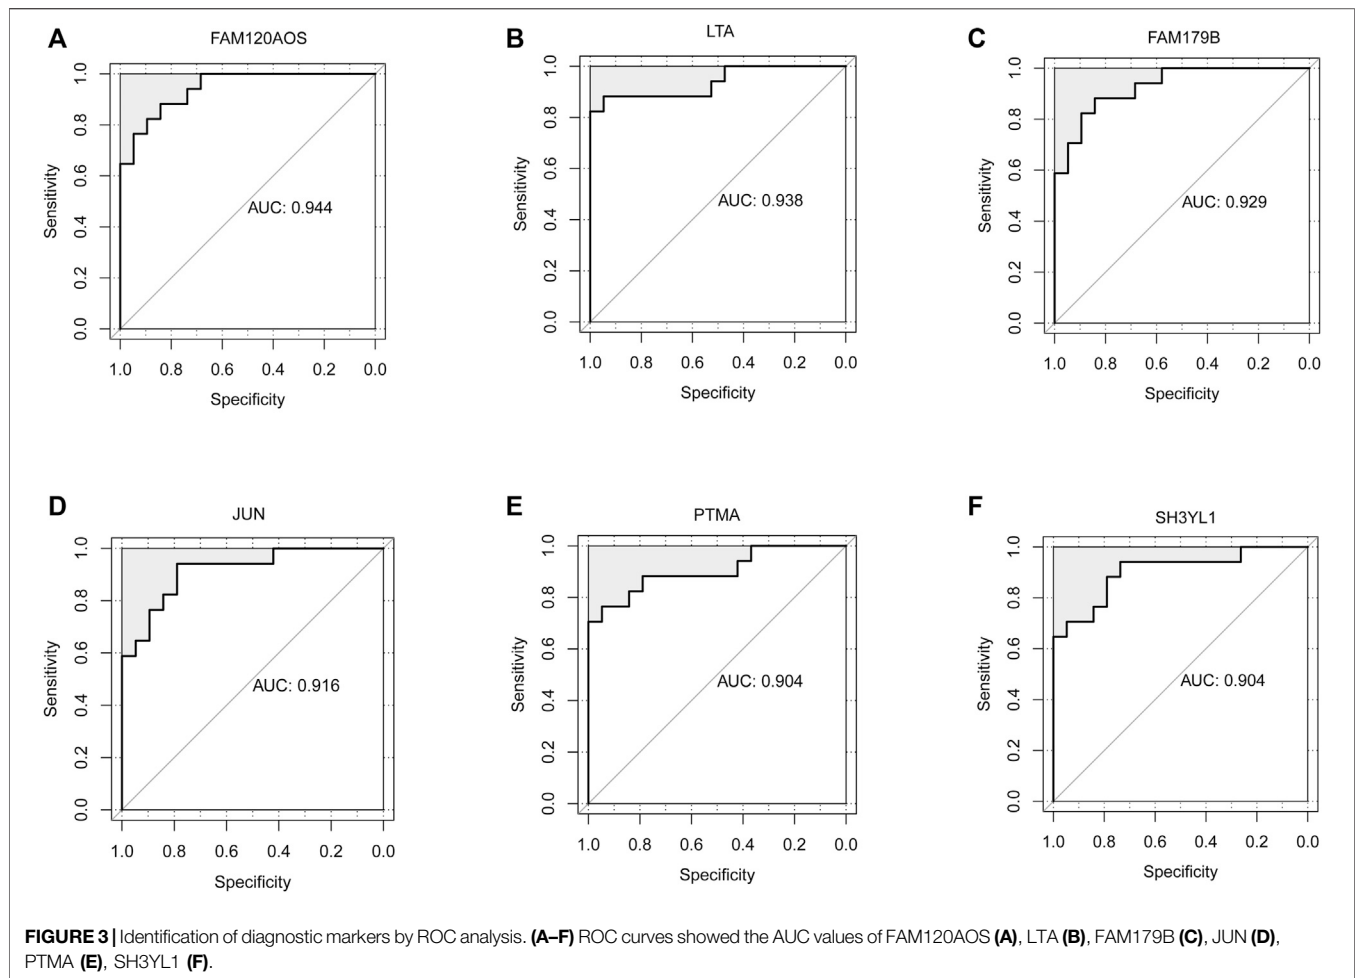 A
FAM120AOS
Sensitivity
0.0 0.2 0.4 0.6 0.8 1.0
AUC: 0.944
1.0 0.8 0.6 0.4 0.2 0.0
Specificity
B
LTA
Sensitivity
0.0 0.2 0.4 0.6 0.8 1.0
AUC: 0.938
1.0 0.8 0.6 0.4 0.2 0.0
Specificity
C
FAM179B
Sensitivity
0.0 0.2 0.4 0.6 0.8 1.0
AUC: 0.929
1.0 0.8 0.6 0.4 0.2 0.0
Specificity
D
JUN
Sensitivity
0.0 0.2 0.4 0.6 0.8 1.0
AUC: 0.916
1.0 0.8 0.6 0.4 0.2 0.0
Specificity
E
PTMA
Sensitivity
0.0 0.2 0.4 0.6 0.8 1.0
AUC: 0.904
1.0 0.8 0.6 0.4 0.2 0.0
Specificity
F
SH3YL1
Sensitivity
0.0 0.2 0.4 0.6 0.8 1.0
AUC: 0.904
1.0 0.8 0.6 0.4 0.2 0.0
Specificity
FIGURE 3 | Identification of diagnostic markers by ROC analysis. (A–F) ROC curves showed the AUC values of FAM120AOS (A), LTA (B), FAM179B (C), JUN (D),
PTMA (E), SH3YL1 (F).